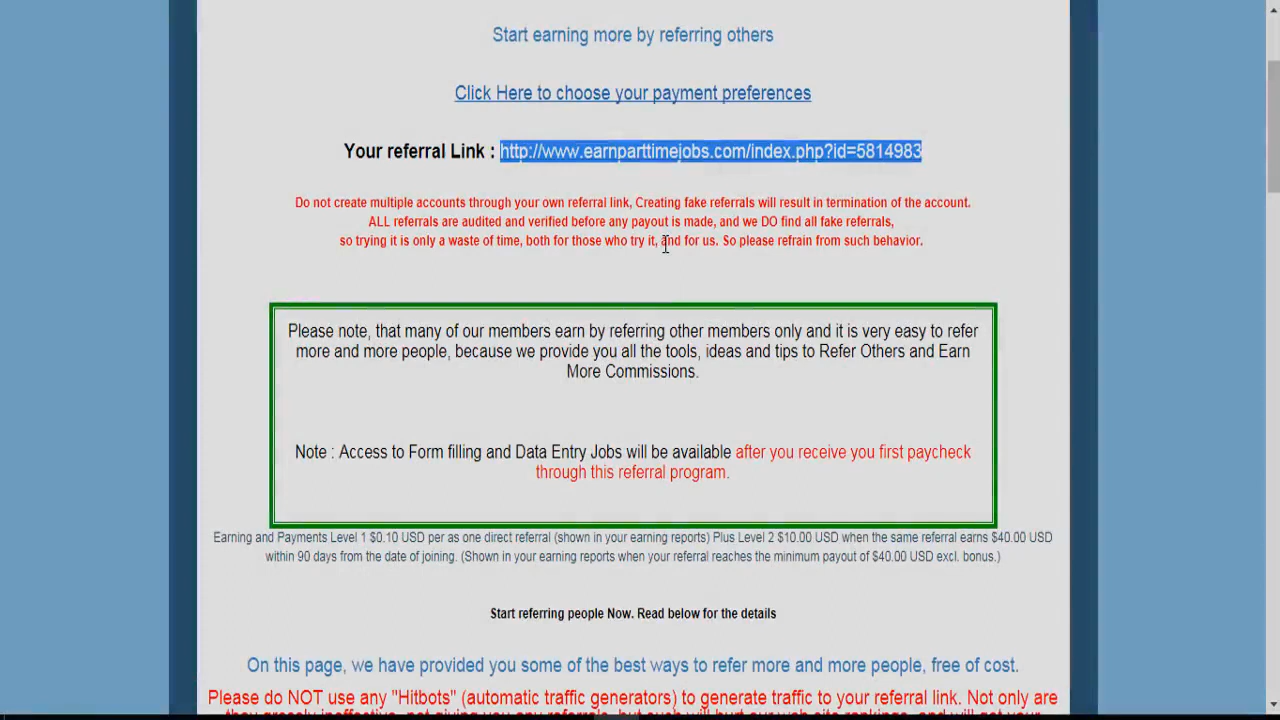 Start earning more by referring others
Click Here to choose your payment preferences
Your referral Link : http://www.earnparttimejobs.com/index.php?id=5814983
Do not create multiple accounts through your own referral link, Creating fake referrals will result in termination of the account.
ALL referrals are audited and verified before any payout is made, and we DO find all fake referrals,
so trying it is only a waste of time, both for those who try it, and for us. So please refrain from such behavior.
Please note, that many of our members earn by referring other members only and it is very easy to refer
more and more people, because we provide you all the tools, ideas and tips to Refer Others and Earn
More Commissions.
Note : Access to Form filling and Data Entry Jobs will be available after you receive you first paycheck
through this referral program.
Earning and Payments Level 1 $0.10 USD per as one direct referral (shown in your earning reports) Plus Level 2 $10.00 USD when the same referral earns $40.00 USD
within 90 days from the date of joining. (Shown in your earning reports when your referral reaches the minimum payout of $40.00 USD excl. bonus.)
Start referring people Now. Read below for the details
On this page, we have provided you some of the best ways to refer more and more people, free of cost.
Please do NOT use any "Hitbots" (automatic traffic generators) to generate traffic to your referral link. Not only are